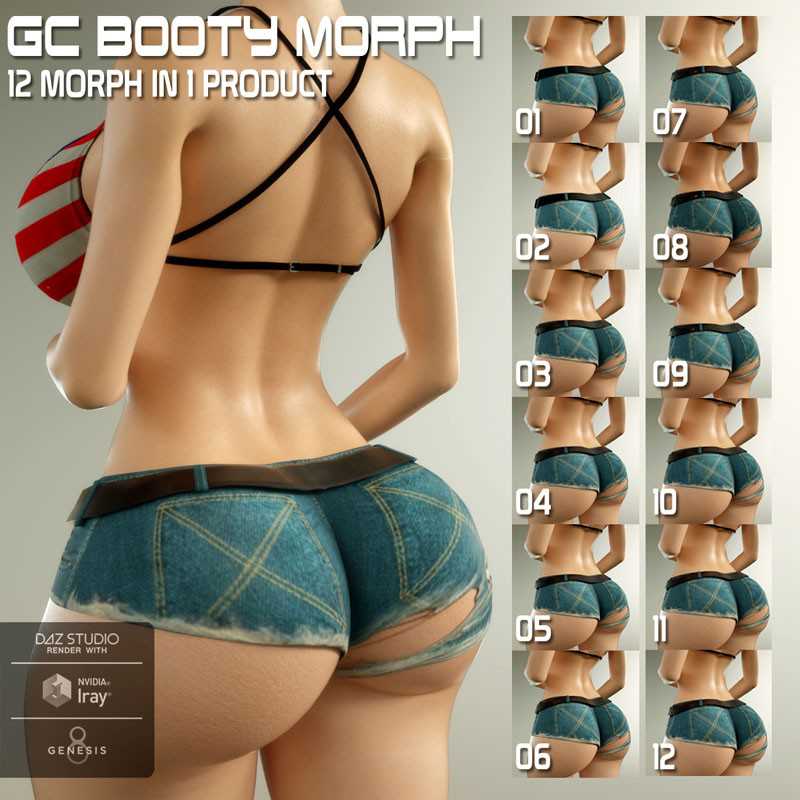 GC BOOTY MORPH
12 MORPH IN 1 PRODUCT
01
07
02
08
03
09
04
10
05
11
06
12
DAZ STUDIO
RENDER WITH
NVIDIA®
Iray®
8
GENESIS